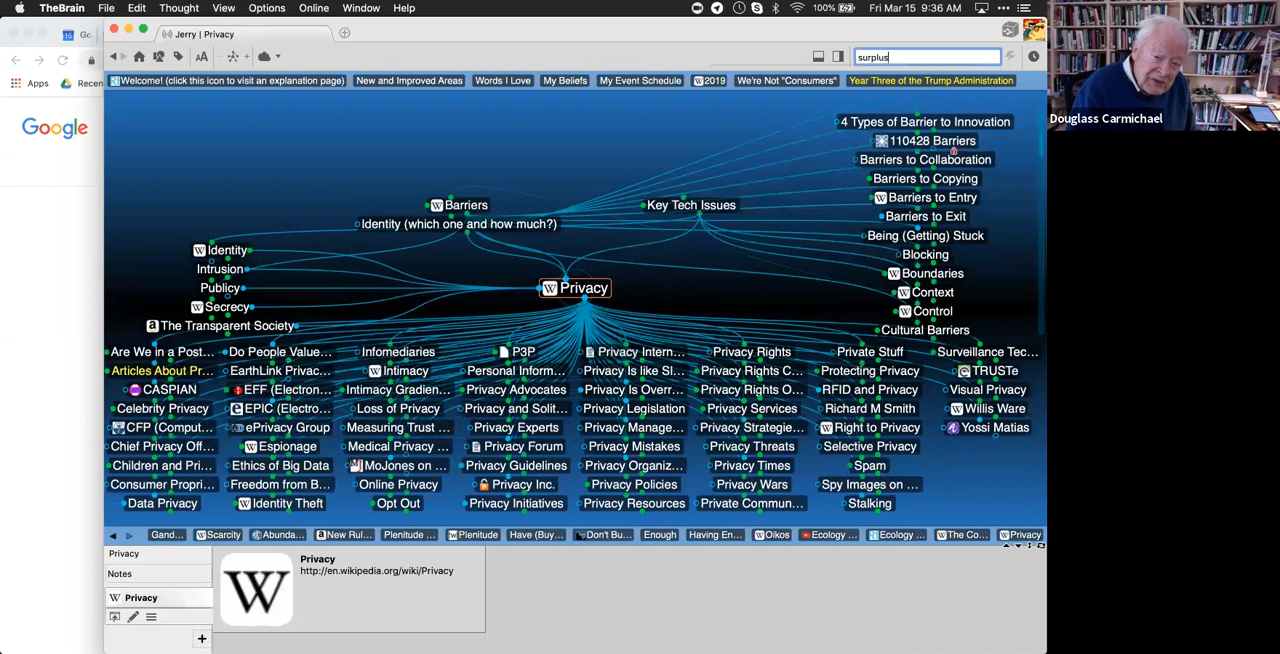 TheBrain File Edit Thought View Options Online Window Help
100% Fri Mar 15 9:36 AM
Jerry | Privacy
surplus
Apps Recen
Welcome! (click this icon to visit an explanation page) New and Improved Areas Words I Love My Beliefs My Event Schedule 2019 We're Not "Consumers" Year Three of the Trump Administration
Google
Douglass Carmichael
4 Types of Barrier to Innovation
110428 Barriers
Barriers to Collaboration
Barriers to Copying
Barriers to Entry
Barriers to Exit
Being (Getting) Stuck
Blocking
Boundaries
Context
Control
Cultural Barriers
Barriers
Key Tech Issues
Identity (which one and how much?)
Identity
Intrusion
Publicy
Secrecy
The Transparent Society
Privacy
Are We in a Post... Do People Value... Infomediaries P3P Privacy Intern... Privacy Rights Private Stuff Surveillance Tec...
Articles About Pr... EarthLink Privac... Intimacy Personal Inform... Privacy Is like Sl... Privacy Rights C... Protecting Privacy TRUSTe
CASPIAN EFF (Electron... Intimacy Gradien... Privacy Advocates Privacy Is Overr... Privacy Rights O... RFID and Privacy Visual Privacy
Celebrity Privacy EPIC (Electro... Loss of Privacy Privacy and Solit... Privacy Legislation Privacy Services Richard M Smith Willis Ware
CFP (Comput... ePrivacy Group Measuring Trust ... Privacy Experts Privacy Manage... Privacy Strategie... Right to Privacy Yossi Matias
Chief Privacy Off... Espionage Medical Privacy ... Privacy Forum Privacy Mistakes Privacy Threats Selective Privacy
Children and Pri... Ethics of Big Data MoJones on ... Privacy Guidelines Privacy Organiz... Privacy Times Spam
Consumer Propri... Freedom from B... Online Privacy Privacy Inc. Privacy Policies Privacy Wars Spy Images on ...
Data Privacy Identity Theft Opt Out Privacy Initiatives Privacy Resources Private Commun... Stalking
Gand... Scarcity Abunda... New Rul... Plenitude ... Plenitude Have (Buy... Don't Bu... Enough Having En... Oikos Ecology ... Ecology ... The Co... Privacy
Privacy
Notes
Privacy
Privacy
http://en.wikipedia.org/wiki/Privacy